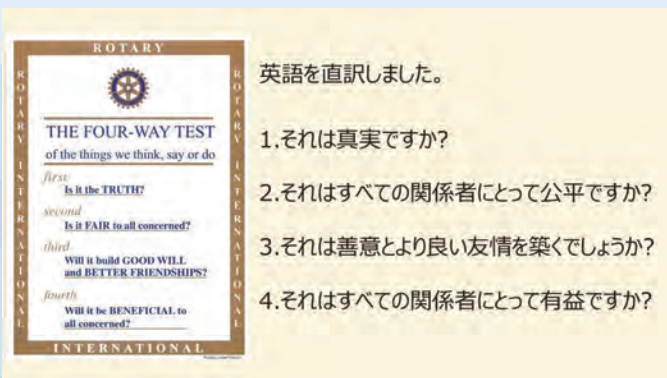 ROTARY
ROTARY INTERNATIONAL
ROTARY INTERNATIONAL
THE FOUR-WAY TEST
of the things we think, say or do
first
Is it the TRUTH?
second
Is it FAIR to all concerned?
third
Will it build GOOD WILL
and BETTER FRIENDSHIPS?
fourth
Will it be BENEFICIAL to
all concerned?
INTERNATIONAL
英語を直訳しました。
1.それは真実ですか?
2.それはすべての関係者にとって公平ですか?
3.それは善意とより良い友情を築くでしょうか?
4.それはすべての関係者にとって有益ですか?